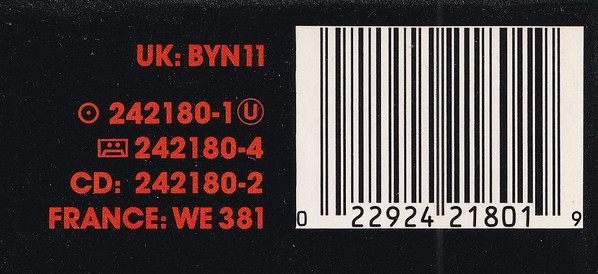 UK: BYN11
242180-1 Ⓤ
242180-4
CD: 242180-2
FRANCE: WE 381
0 22924 21801 9